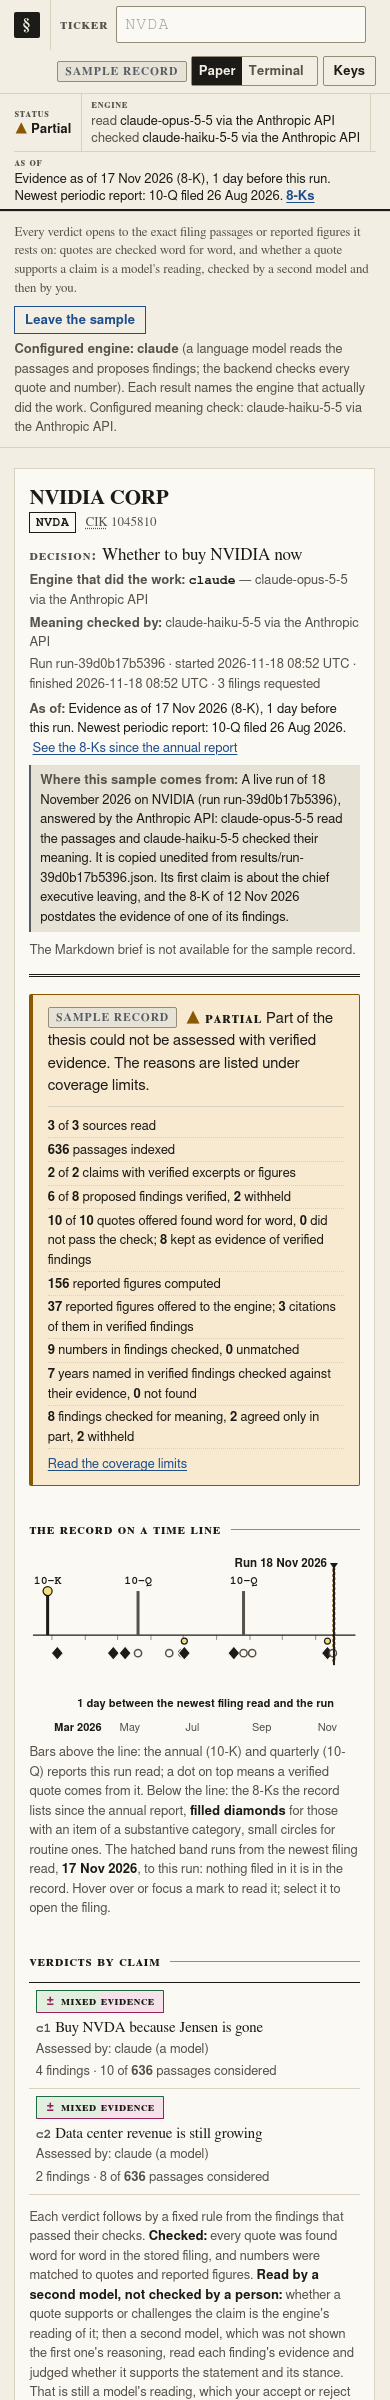 § TICKER NVDA
SAMPLE RECORD Paper Terminal Keys
STATUS
Partial
ENGINE
read claude-opus-5-5 via the Anthropic API
checked claude-haiku-5-5 via the Anthropic API
AS OF
Evidence as of 17 Nov 2026 (8-K), 1 day before this run.
Newest periodic report: 10-Q filed 26 Aug 2026. 8-Ks
Every verdict opens to the exact filing passages or reported figures it
rests on: quotes are checked word for word, and whether a quote
supports a claim is a model's reading, checked by a second model and
then by you.
Leave the sample
Configured engine: claude (a language model reads the
passages and proposes findings; the backend checks every
quote and number). Each result names the engine that actually
did the work. Configured meaning check: claude-haiku-5-5 via
the Anthropic API.
NVIDIA CORP
NVDA CIK 1045810
DECISION: Whether to buy NVIDIA now
Engine that did the work: claude — claude-opus-5-5
via the Anthropic API
Meaning checked by: claude-haiku-5-5 via the Anthropic
API
Run run-39d0b17b5396 · started 2026-11-18 08:52 UTC ·
finished 2026-11-18 08:52 UTC · 3 filings requested
As of: Evidence as of 17 Nov 2026 (8-K), 1 day before
this run. Newest periodic report: 10-Q filed 26 Aug 2026.
See the 8-Ks since the annual report
Where this sample comes from: A live run of 18
November 2026 on NVIDIA (run run-39d0b17b5396),
answered by the Anthropic API: claude-opus-5-5 read
the passages and claude-haiku-5-5 checked their
meaning. It is copied unedited from results/run-
39d0b17b5396.json. Its first claim is about the chief
executive leaving, and the 8-K of 12 Nov 2026
postdates the evidence of one of its findings.
The Markdown brief is not available for the sample record.
SAMPLE RECORD PARTIAL Part of the
thesis could not be assessed with verified
evidence. The reasons are listed under
coverage limits.
3 of 3 sources read
636 passages indexed
2 of 2 claims with verified excerpts or figures
6 of 8 proposed findings verified, 2 withheld
10 of 10 quotes offered found word for word, 0 did
not pass the check; 8 kept as evidence of verified
findings
156 reported figures computed
37 reported figures offered to the engine; 3 citations
of them in verified findings
9 numbers in findings checked, 0 unmatched
7 years named in verified findings checked against
their evidence, 0 not found
8 findings checked for meaning, 2 agreed only in
part, 2 withheld
Read the coverage limits
THE RECORD ON A TIME LINE
Run 18 Nov 2026
10-K 10-Q 10-Q
1 day between the newest filing read and the run
Mar 2026 May Jul Sep Nov
Bars above the line: the annual (10-K) and quarterly (10-
Q) reports this run read; a dot on top means a verified
quote comes from it. Below the line: the 8-Ks the record
lists since the annual report, filled diamonds for those
with an item of a substantive category, small circles for
routine ones. The hatched band runs from the newest filing
read, 17 Nov 2026, to this run: nothing filed in it is in the
record. Hover over or focus a mark to read it; select it to
open the filing.
VERDICTS BY CLAIM
± MIXED EVIDENCE
c1 Buy NVDA because Jensen is gone
Assessed by: claude (a model)
4 findings · 10 of 636 passages considered
± MIXED EVIDENCE
c2 Data center revenue is still growing
Assessed by: claude (a model)
2 findings · 8 of 636 passages considered
Each verdict follows by a fixed rule from the findings that
passed their checks. Checked: every quote was found
word for word in the stored filing, and numbers were
matched to quotes and reported figures. Read by a
second model, not checked by a person: whether a
quote supports or challenges the claim is the engine's
reading of it; then a second model, which was not shown
the first one's reasoning, read each finding's evidence and
judged whether it supports the statement and its stance.
That is still a model's reading, which your accept or reject